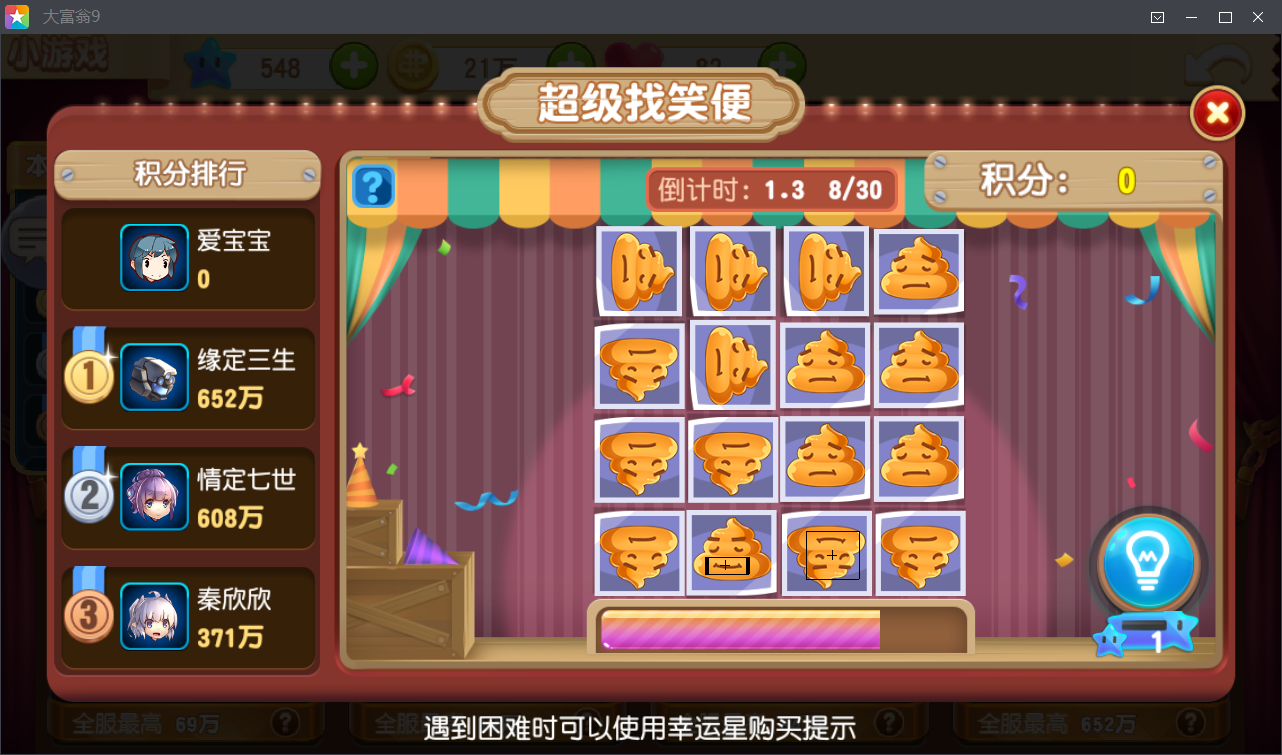 大富翁9
小游戏
548
21万
82
超级找笑便
积分排行
倒计时：1.3 8/30
积分： 0
爱宝宝
0
1
缘定三生
652万
2
情定七世
608万
3
秦欣欣
371万
1
全服最高 69万
全服
全服最高 652万
遇到困难时可以使用幸运星购买提示